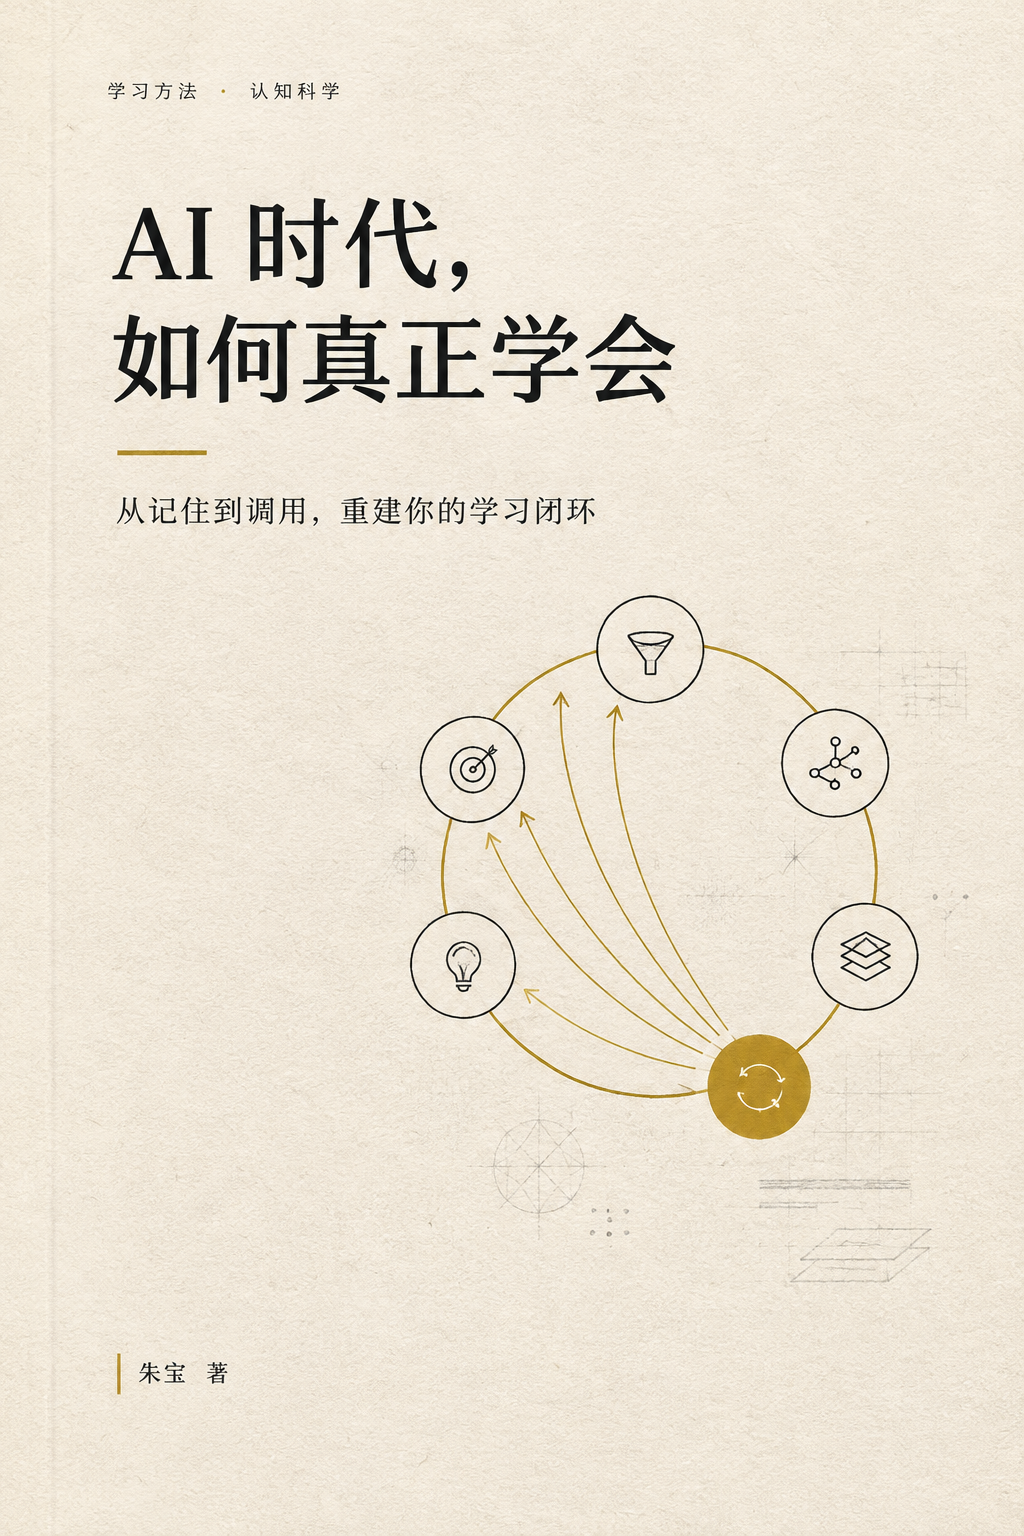 学习方法 · 认知科学
AI 时代，
如何真正学会
从记住到调用，重建你的学习闭环
朱宝 著